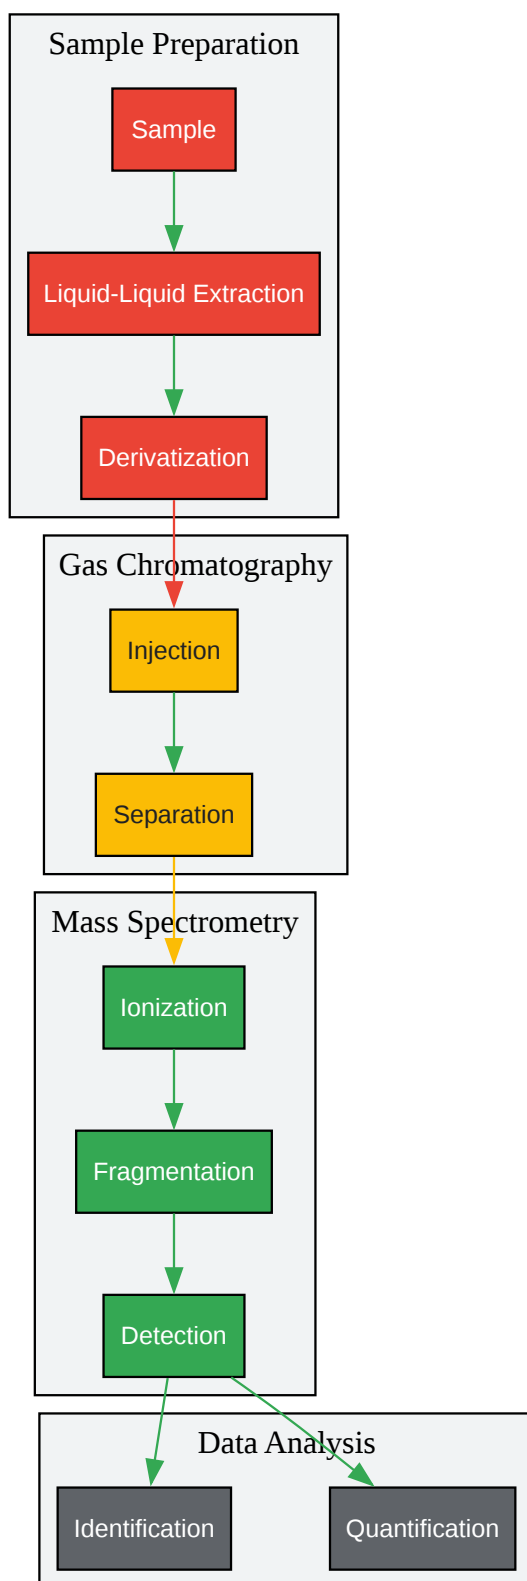 Sample Preparation
Sample
Liquid-Liquid Extraction
Derivatization
Gas Chromatography
Injection
Separation
Mass Spectrometry
Ionization
Fragmentation
Detection
Data Analysis
Identification
Quantification